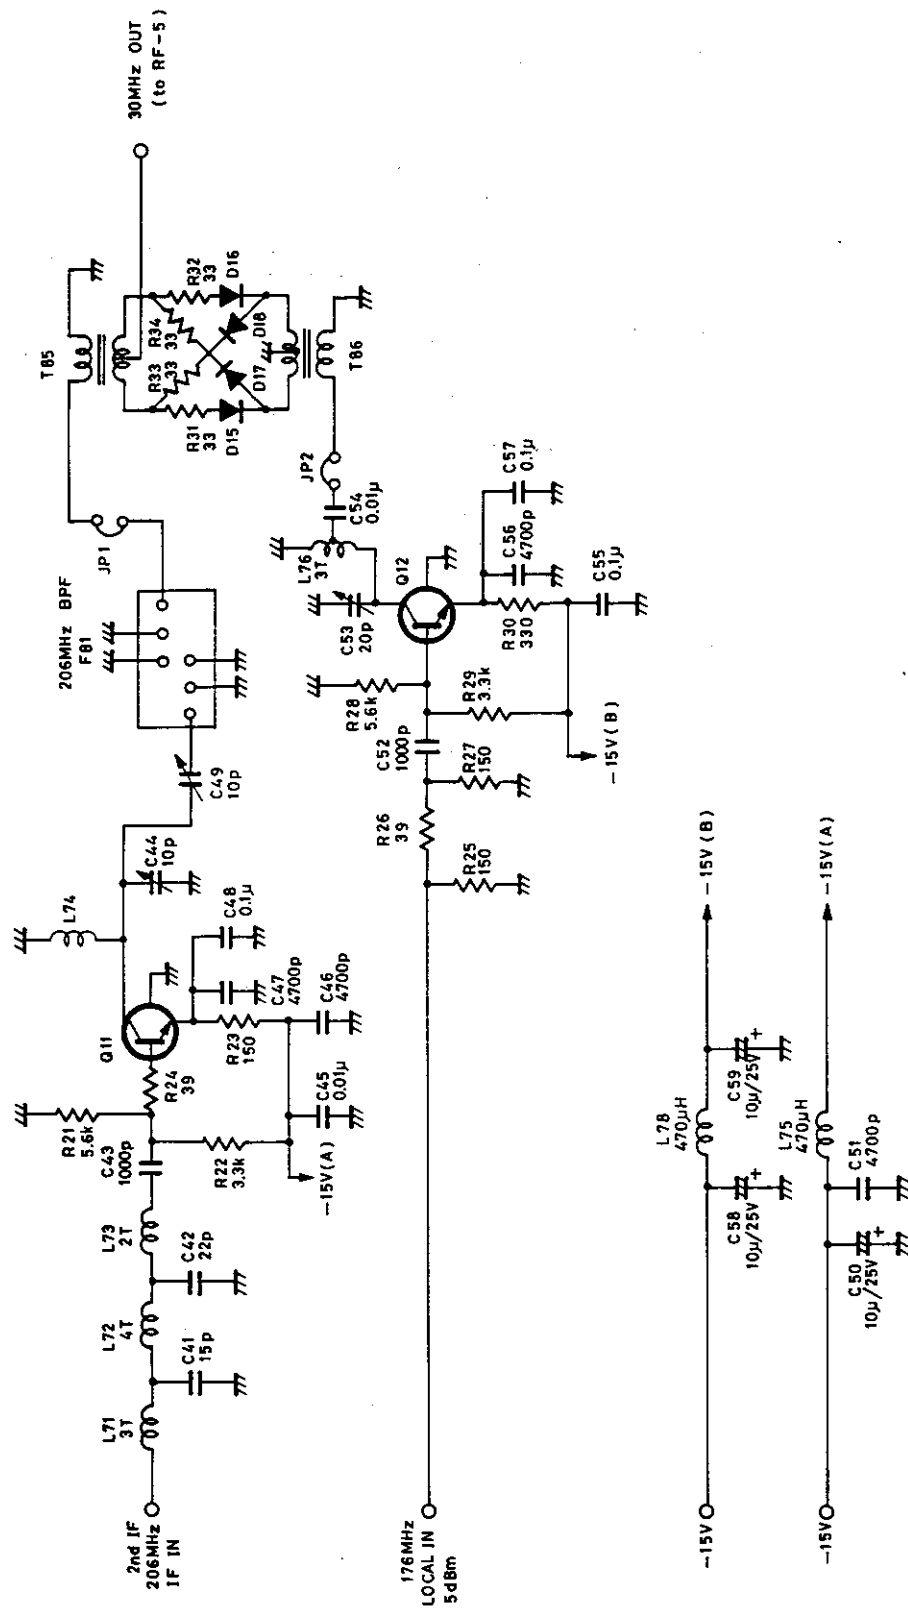 2nd IF
206MHz
IF IN
L71
3T
C41
15p
L72
4T
C42
22p
L73
2T
C43
1000p
R21
5.6k
R22
3.3k
-15V(A)
R24
39
Q11
R23
150
C45
0.01µ
C46
4700p
C47
4700p
C48
0.1µ
L74
C44
10p
C49
10p
206MHz BPF
F81
JP1
T85
30MHz OUT
(to RF-5)
R31
33
D15
R33
33
R34
33
R32
33
D16
D17
D18
T86
JP2
C54
0.01µ
L76
3T
C53
20p
Q12
C57
0.1µ
C56
4700p
R30
330
C55
0.1µ
R28
5.6k
R29
3.3k
-15V(B)
C52
1000p
R27
150
R26
39
R25
150
176MHz
LOCAL IN
5dBm
-15V
C58
10µ/25V
+
L78
470µH
C59
10µ/25V
+
-15V(B)
-15V
C50
10µ/25V
+
C51
4700p
L75
470µH
-15V(A)